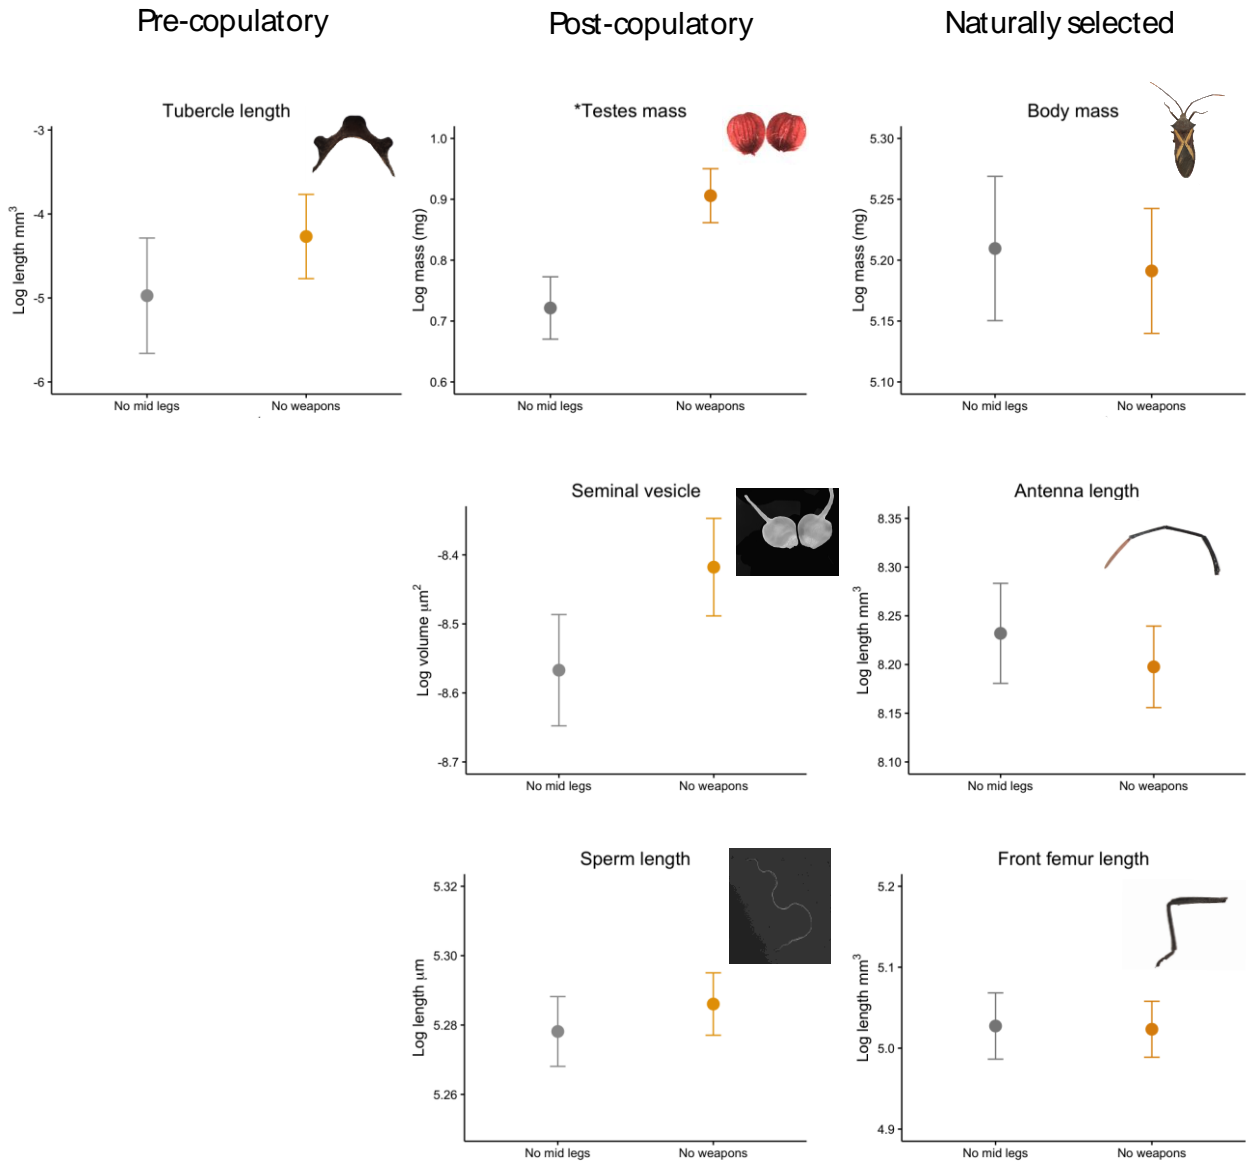 Pre-copulatory
Post-copulatory
Naturally selected
Tubercle length
Log length mm³
-3
-4
-5
-6
No mid legs
No weapons
*Testes mass
Log mass (mg)
1.0
0.9
0.8
0.7
0.6
No mid legs
No weapons
Body mass
Log mass (mg)
5.30
5.25
5.20
5.15
5.10
No mid legs
No weapons
Seminal vesicle
Log volume µm²
-8.4
-8.5
-8.6
-8.7
No mid legs
No weapons
Antenna length
Log length mm³
8.35
8.30
8.25
8.20
8.15
8.10
No mid legs
No weapons
Sperm length
Log length µm
5.32
5.30
5.28
5.26
No mid legs
No weapons
Front femur length
Log length mm³
5.2
5.1
5.0
4.9
No mid legs
No weapons